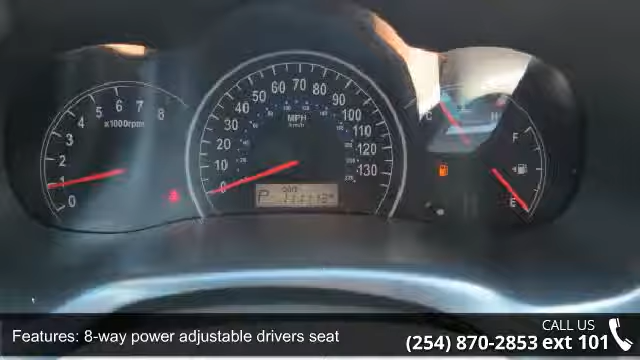 0 1 2 3 4 5 6 7 8
x1000rpm
0 10 20 30 40 50 60 70 80 90 100 110 120 130
MPH
km/h
C H
F
E
P ODO
Features: 8-way power adjustable drivers seat
CALL US
(254) 870-2853 ext 101